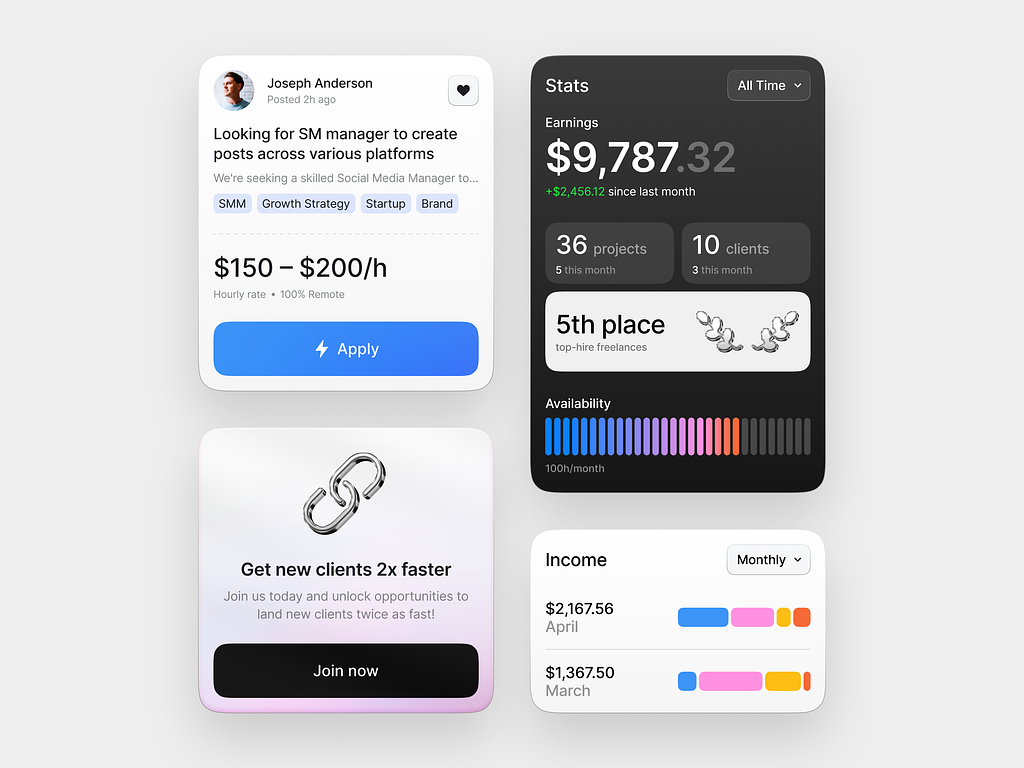 Joseph Anderson
Posted 2h ago
Looking for SM manager to create
posts across various platforms
We're seeking a skilled Social Media Manager to...
SMM Growth Strategy Startup Brand
$150 – $200/h
Hourly rate • 100% Remote
Apply
Get new clients 2x faster
Join us today and unlock opportunities to
land new clients twice as fast!
Join now
Stats All Time
Earnings
$9,787.32
+$2,456.12 since last month
36 projects
5 this month
10 clients
3 this month
5th place
top-hire freelances
Availability
100h/month
Income Monthly
$2,167.56
April
$1,367.50
March